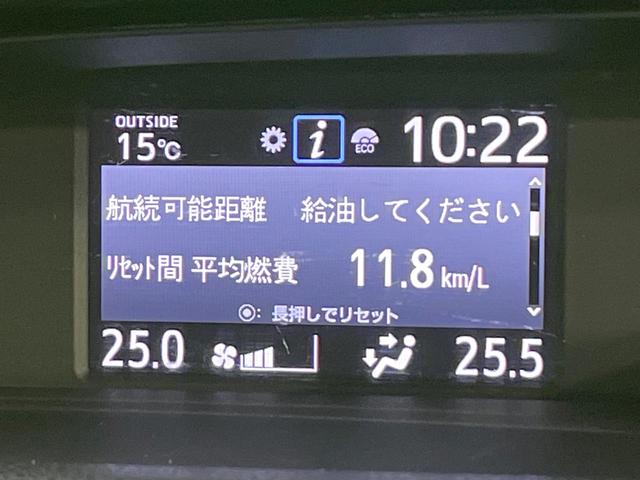 OUTSIDE
15℃
i
ECO
10:22
航続可能距離 給油してください
リセット間 平均燃費 11.8 km/L
◉: 長押しでリセット
25.0 25.5